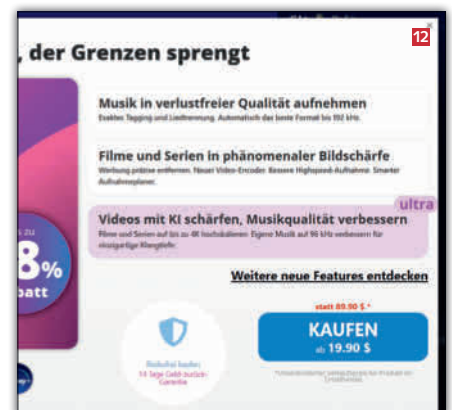 12
, der Grenzen sprengt
Musik in verlustfreier Qualität aufnehmen
Exaktes Tagging und Liedtrennung. Automatisch das beste Format bis 192 kHz.
Filme und Serien in phänomenaler Bildschärfe
Werbung präzise entfernen. Neuer Video-Encoder. Bessere Highspeed-Aufnahme. Smarter
Aufnahmeplaner.
ultra
Videos mit KI schärfen, Musikqualität verbessern
Filme und Serien auf bis zu 4K hochskalieren. Eigene Musik auf 96 kHz verbessern für
einzigartige Klangtiefe.
s zu
8%
batt
Weitere neue Features entdecken
statt 89.90 $ *
KAUFEN
ab 19.90 $
Risikofrei kaufen
14 Tage Geld-zurück-
Garantie